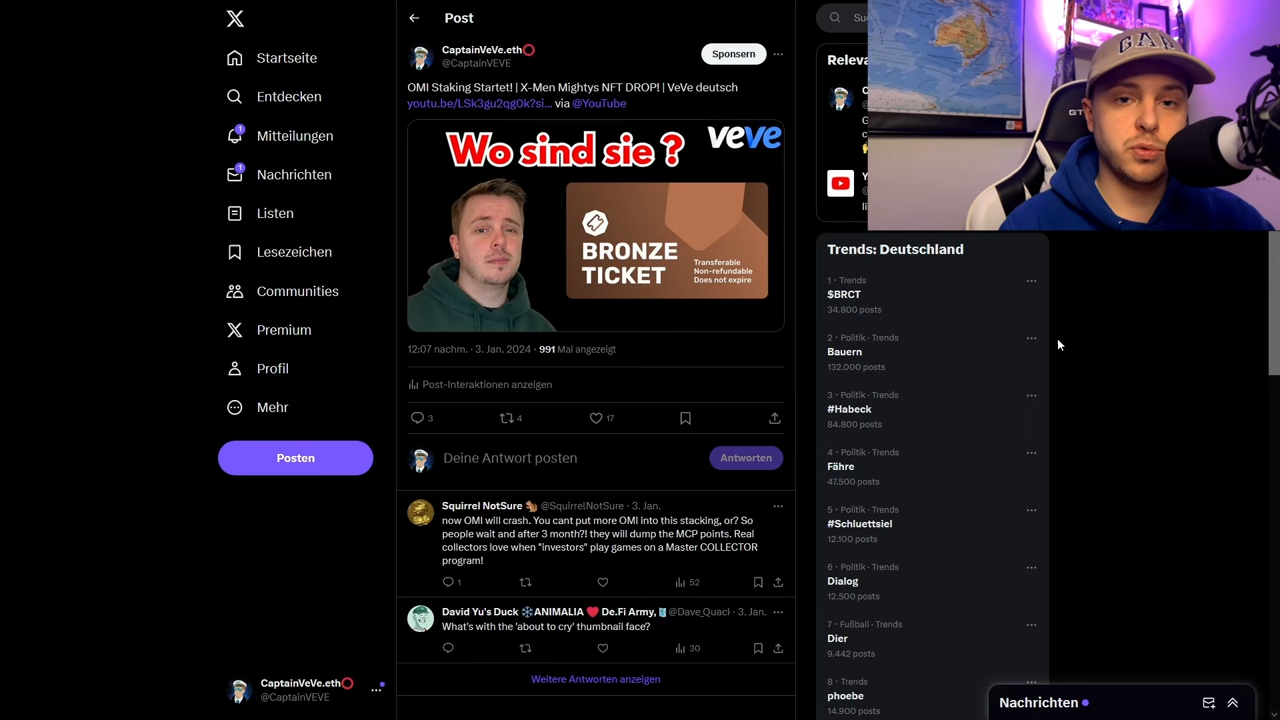 Startseite
Entdecken
1
Mitteilungen
1
Nachrichten
Listen
Lesezeichen
Communities
Premium
Profil
Mehr
Posten
CaptainVeVe.eth⭕
@CaptainVEVE
Post
CaptainVeVe.eth⭕
@CaptainVEVE
Sponsern
OMI Staking Startet! | X-Men Mightys NFT DROP! | VeVe deutsch
youtu.be/LSk3gu2qg0k?si... via @YouTube
Wo sind sie ?
veve
BRONZE
TICKET
Transferable
Non-refundable
Does not expire
12:07 nachm. · 3. Jan. 2024 · 991 Mal angezeigt
Post-Interaktionen anzeigen
3
4
17
Deine Antwort posten
Antworten
Squirrel NotSure 🐿️ @SquirrelNotSure · 3. Jan.
now OMI will crash. You cant put more OMI into this stacking, or? So
people wait and after 3 month?! they will dump the MCP points. Real
collectors love when "investors" play games on a Master COLLECTOR
program!
1
52
David Yu's Duck ❄️ANIMALIA ❤️ De.Fi Army, @Dave_Quacl · 3. Jan.
What's with the 'about to cry' thumbnail face?
30
Weitere Antworten anzeigen
Su
Releva
Trends: Deutschland
1 · Trends
$BRCT
34.800 posts
2 · Politik · Trends
Bauern
132.000 posts
3 · Politik · Trends
#Habeck
84.800 posts
4 · Politik · Trends
Fähre
47.500 posts
5 · Politik · Trends
#Schluettsiel
12.100 posts
6 · Politik · Trends
Dialog
12.500 posts
7 · Fußball · Trends
Dier
9.442 posts
8 · Trends
phoebe
14.900 posts
Nachrichten